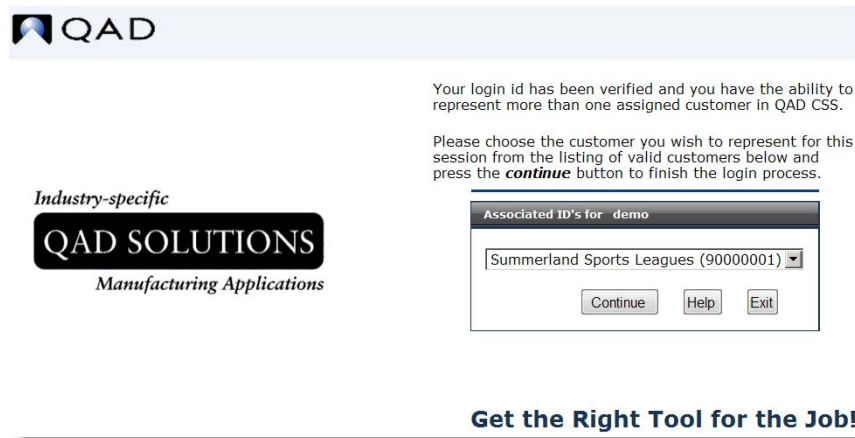 QAD
Your login id has been verified and you have the ability to
represent more than one assigned customer in QAD CSS.
Please choose the customer you wish to represent for this
session from the listing of valid customers below and
press the continue button to finish the login process.
Industry-specific
QAD SOLUTIONS
Manufacturing Applications
Associated ID's for demo
Summerland Sports Leagues (90000001)
Continue Help Exit
Get the Right Tool for the Job!